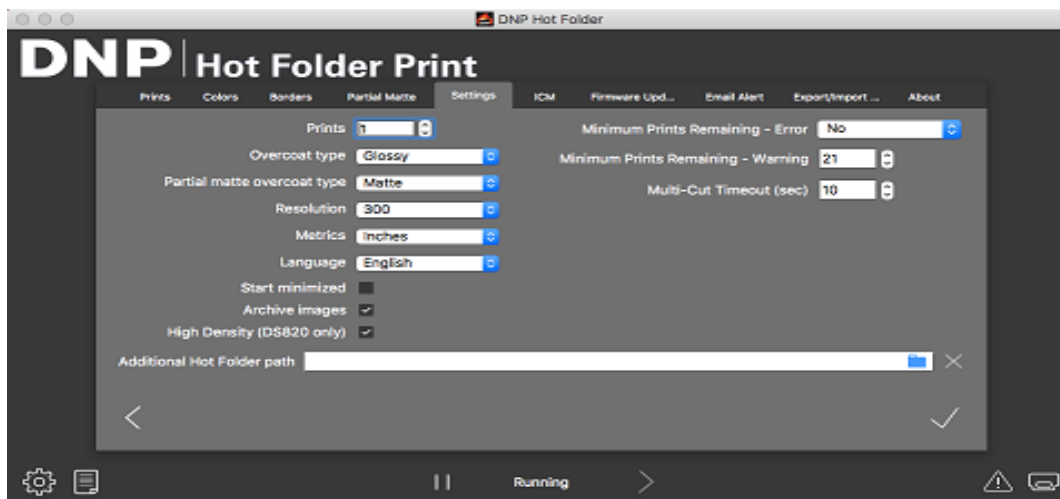 DNP Hot Folder
DNP Hot Folder Print
Prints Colors Borders Partial Matte Settings ICM Firmware Upd... Email Alert Export/Import ... About
Prints 1 Minimum Prints Remaining - Error No
Overcoat type Glossy Minimum Prints Remaining - Warning 21
Partial matte overcoat type Matte Multi-Cut Timeout (sec) 10
Resolution 300
Metrics Inches
Language English
Start minimized
Archive images
High Density (DS820 only)
Additional Hot Folder path
Running